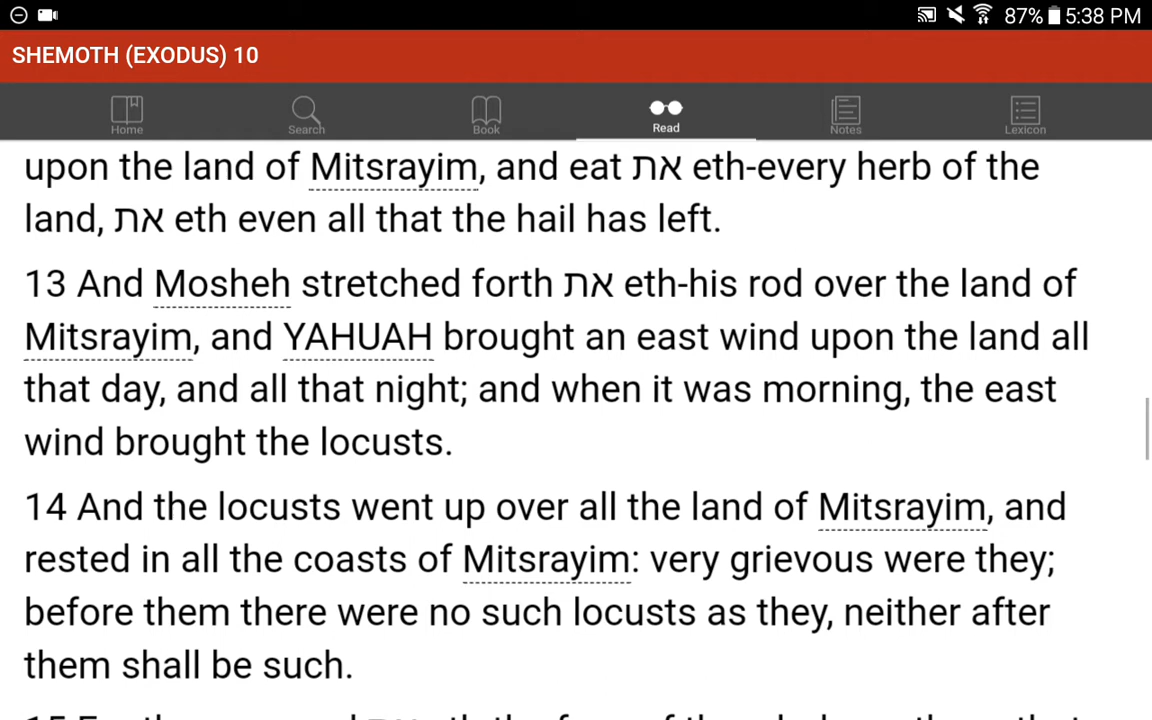 87% 5:38 PM
SHEMOTH (EXODUS) 10
Home Search Book Read Notes Lexicon
upon the land of Mitsrayim, and eat את eth-every herb of the
land, את eth even all that the hail has left.
13 And Mosheh stretched forth את eth-his rod over the land of
Mitsrayim, and YAHUAH brought an east wind upon the land all
that day, and all that night; and when it was morning, the east
wind brought the locusts.
14 And the locusts went up over all the land of Mitsrayim, and
rested in all the coasts of Mitsrayim: very grievous were they;
before them there were no such locusts as they, neither after
them shall be such.